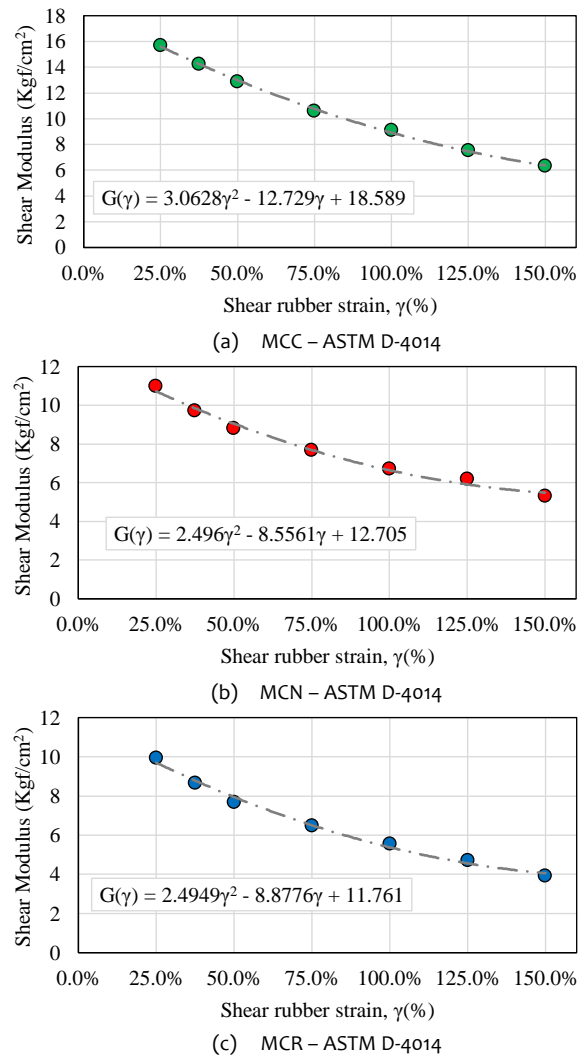 18
16
14
12
10
8
6
4
2
0
Shear Modulus (Kgf/cm²)
G(γ) = 3.0628γ² - 12.729γ + 18.589
0.0% 25.0% 50.0% 75.0% 100.0% 125.0% 150.0%
Shear rubber strain, γ(%)
(a) MCC – ASTM D-4014
12
10
8
6
4
2
0
Shear Modulus (Kgf/cm²)
G(γ) = 2.496γ² - 8.5561γ + 12.705
0.0% 25.0% 50.0% 75.0% 100.0% 125.0% 150.0%
Shear rubber strain, γ(%)
(b) MCN – ASTM D-4014
12
10
8
6
4
2
0
Shear Modulus (Kgf/cm²)
G(γ) = 2.4949γ² - 8.8776γ + 11.761
0.0% 25.0% 50.0% 75.0% 100.0% 125.0% 150.0%
Shear rubber strain, γ(%)
(c) MCR – ASTM D-4014